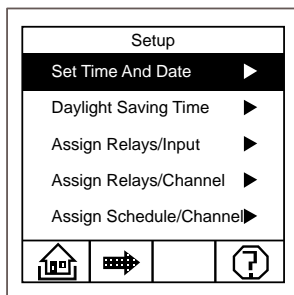 Setup
Set Time And Date
Daylight Saving Time
Assign Relays/Input
Assign Relays/Channel
Assign Schedule/Channel
?